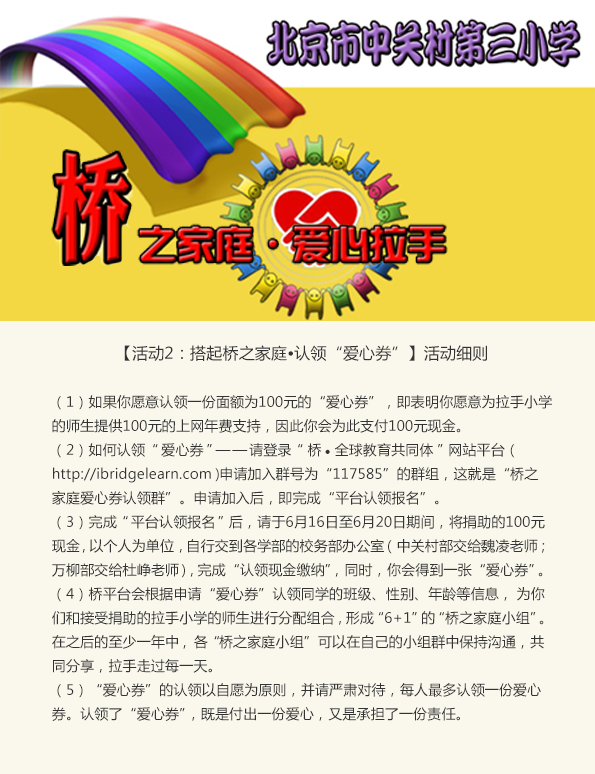 北京市中关村第三小学
桥之家庭·爱心拉手
【活动2：搭起桥之家庭•认领“爱心券”】活动细则
（1）如果你愿意认领一份面额为100元的“爱心券”，即表明你愿意为拉手小学
的师生提供100元的上网年费支持，因此你会为此支付100元现金。
（2）如何认领“爱心券”——请登录“桥•全球教育共同体”网站平台（
http://ibridgelearn.com )申请加入群号为“117585”的群组，这就是“桥之
家庭爱心券认领群”。申请加入后，即完成“平台认领报名”。
（3）完成“平台认领报名”后，请于6月16日至6月20日期间，将捐助的100元
现金，以个人为单位，自行交到各学部的校务部办公室（中关村部交给魏凌老师；
万柳部交给杜峥老师），完成“认领现金缴纳”，同时，你会得到一张“爱心券”。
（4）桥平台会根据申请“爱心券”认领同学的班级、性别、年龄等信息， 为你
们和接受捐助的拉手小学的师生进行分配组合，形成“6+1”的“桥之家庭小组”。
在之后的至少一年中，各“桥之家庭小组”可以在自己的小组群中保持沟通，共
同分享，拉手走过每一天。
（5）“爱心券”的认领以自愿为原则，并请严肃对待，每人最多认领一份爱心
券。认领了“爱心券”，既是付出一份爱心，又是承担了一份责任。